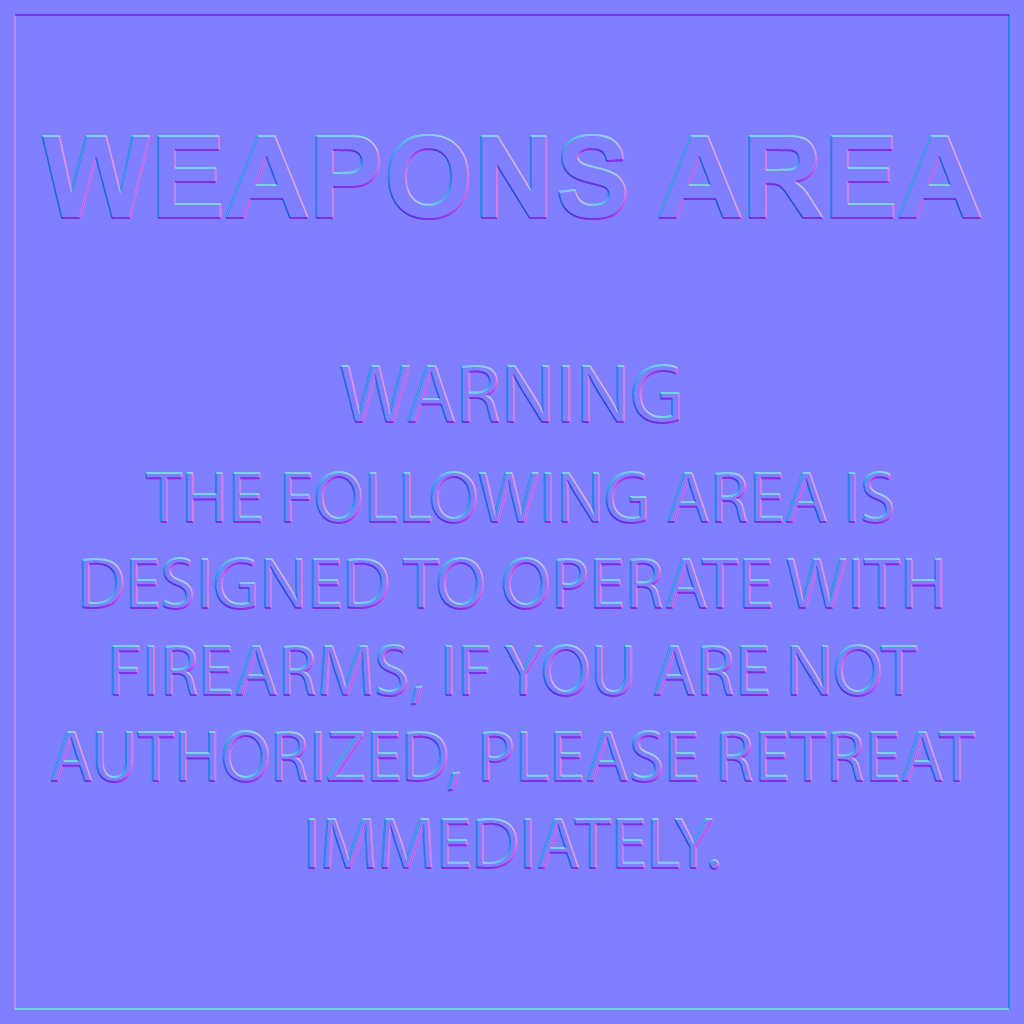 WEAPONS AREA
WARNING
THE FOLLOWING AREA IS
DESIGNED TO OPERATE WITH
FIREARMS, IF YOU ARE NOT
AUTHORIZED, PLEASE RETREAT
IMMEDIATELY.